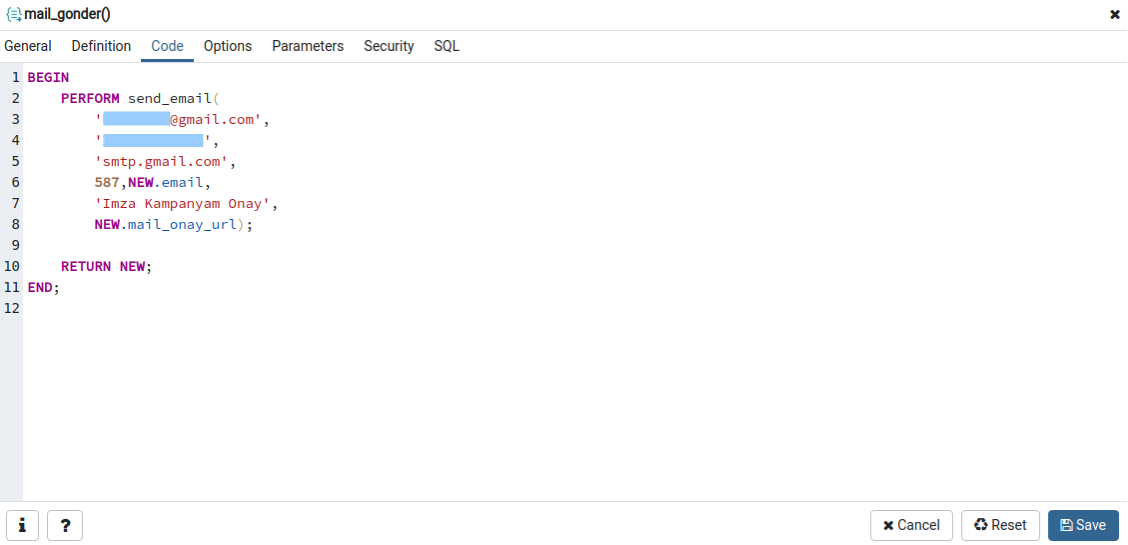 mail_gonder()
General Definition Code Options Parameters Security SQL
1 BEGIN
2 PERFORM send_email(
3 '@gmail.com',
4 '',
5 'smtp.gmail.com',
6 587,NEW.email,
7 'Imza Kampanyam Onay',
8 NEW.mail_onay_url);
9
10 RETURN NEW;
11 END;
12
i ? Cancel Reset Save